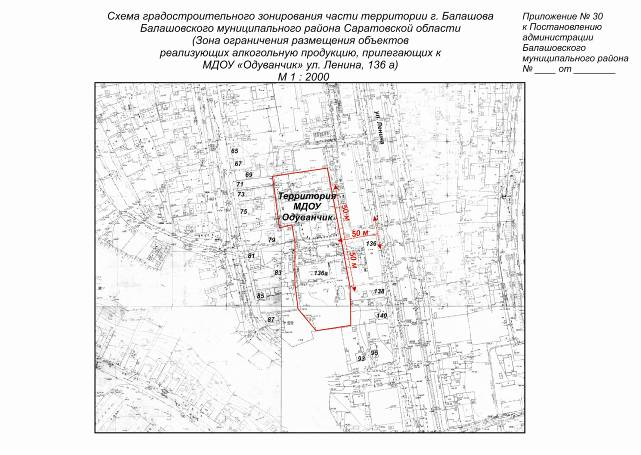 Схема градостроительного зонирования части территории г. Балашова
Балашовского муниципального района Саратовской области
(Зона ограничения размещения объектов
реализующих алкогольную продукцию, прилегающих к
МДОУ «Одуванчик» ул. Ленина, 136 а)
М 1 : 2000
Приложение № 30
к Постановлению
администрации
Балашовского
муниципального района
№ ____ от ________
ул. Ленина
65
67
69
71
73
75
Территория
МДОУ
Одуванчик
50 м
50 м
50 м
136
79
81
83
136а
85
138
87
140
95
93